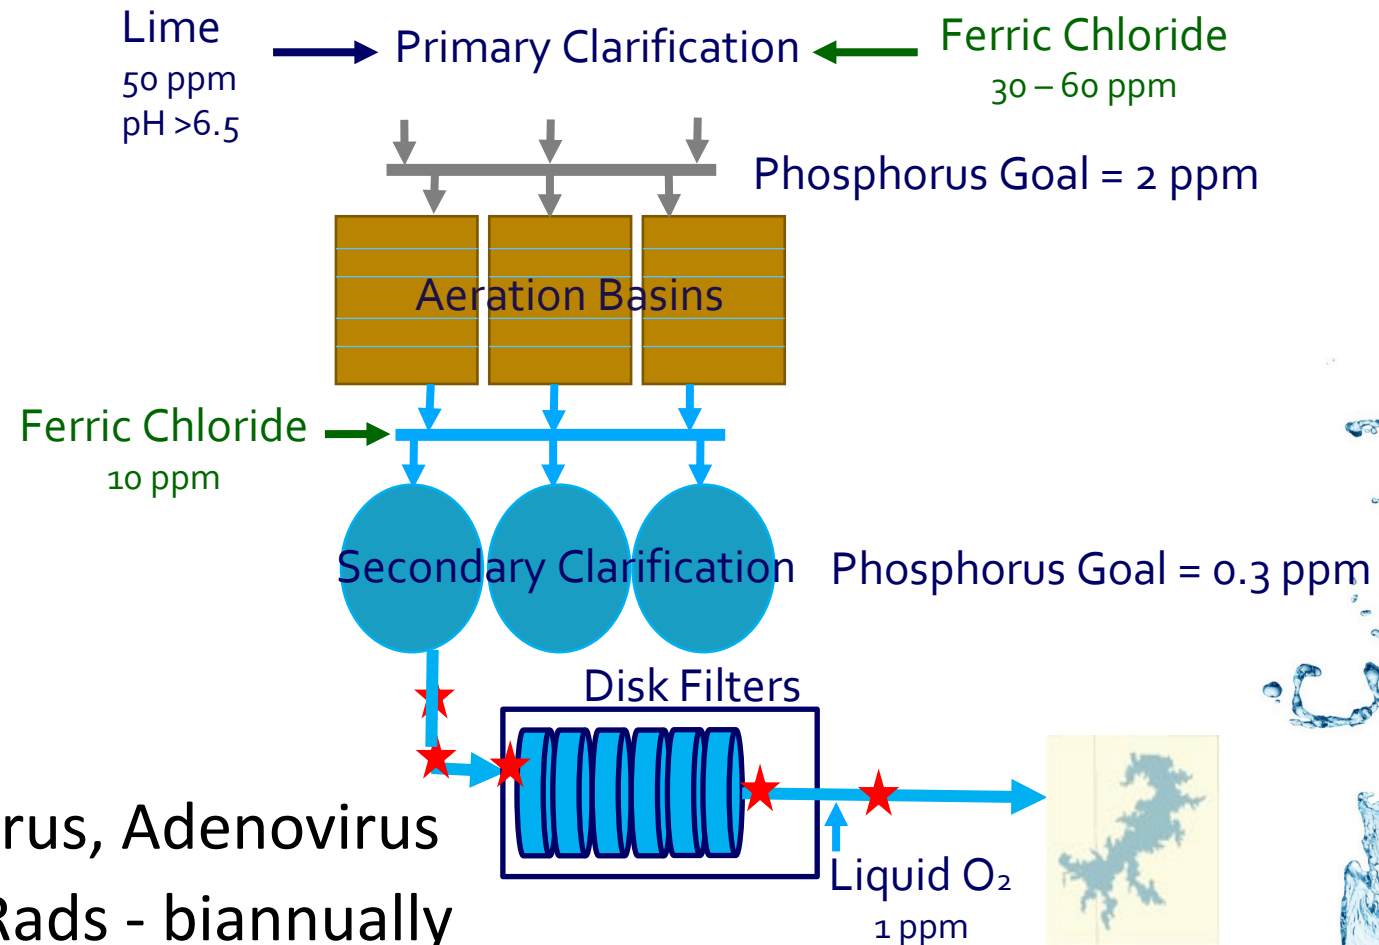 Lime
50 ppm
pH >6.5
Primary Clarification
Ferric Chloride
30 – 60 ppm
Phosphorus Goal = 2 ppm
Aeration Basins
Ferric Chloride
10 ppm
Secondary Clarification
Phosphorus Goal = 0.3 ppm
Disk Filters
rus, Adenovirus
Rads - biannually
Liquid O₂
1 ppm